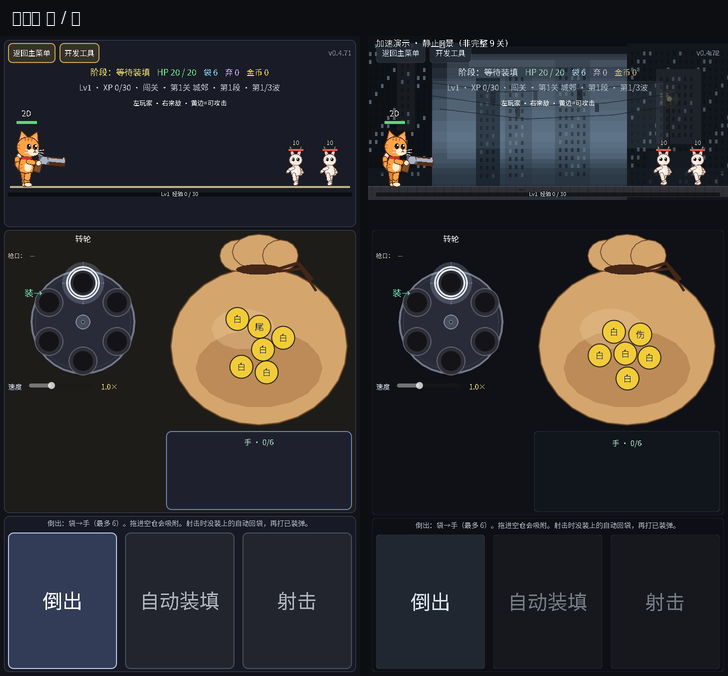 /
返回主菜单 开发工具 v0.4.71
阶段：等待装填 HP 20 / 20 袋 6 弃 0 金币 0
Lv1 · XP 0/30 · 闯关 · 第1关 城郊 · 第1段 · 第1/3波
左玩家 · 右来敌 · 黄边=可攻击
20
10 10
Lv1 经验 0 / 30
转轮
枪口： —
装→
速度 1.0×
白 尾 白 白 白 白
手 · 0/6
倒出：袋→手（最多 6）。拖进空仓会吸附。射击时没装上的自动回袋，再打已装弹。
倒出 自动装填 射击
加速演示 · 静止风景（非完整 9 关）
返回主菜单 开发工具
阶段：等待装填 HP 20 / 20 袋 6 弃 0 金币 0
Lv1 · XP 0/30 · 闯关 · 第1关 城郊 · 第1段 · 第1/3波
左玩家 · 右来敌 · 黄边=可攻击
20
10 10
Lv1 经验 0 / 30
转轮
枪口： —
装→
速度 1.0×
白 伤 白 白 白 白
手 · 0/6
倒出：袋→手（最多 6）。拖进空仓会吸附。射击时没装上的自动回袋，再打已装弹。
倒出 自动装填 射击